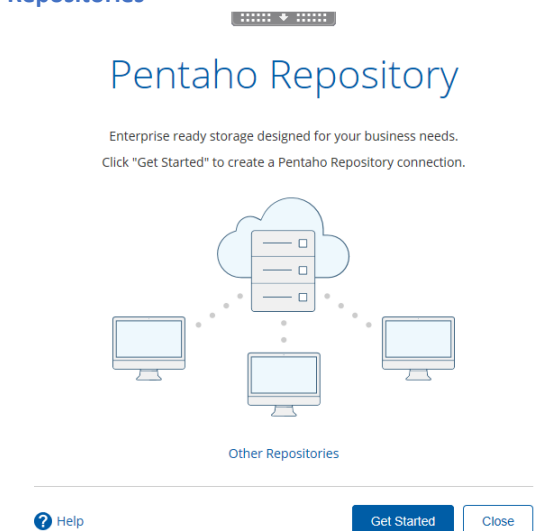 Repositories
Pentaho Repository
Enterprise ready storage designed for your business needs.
Click "Get Started" to create a Pentaho Repository connection.
Other Repositories
? Help
Get Started
Close